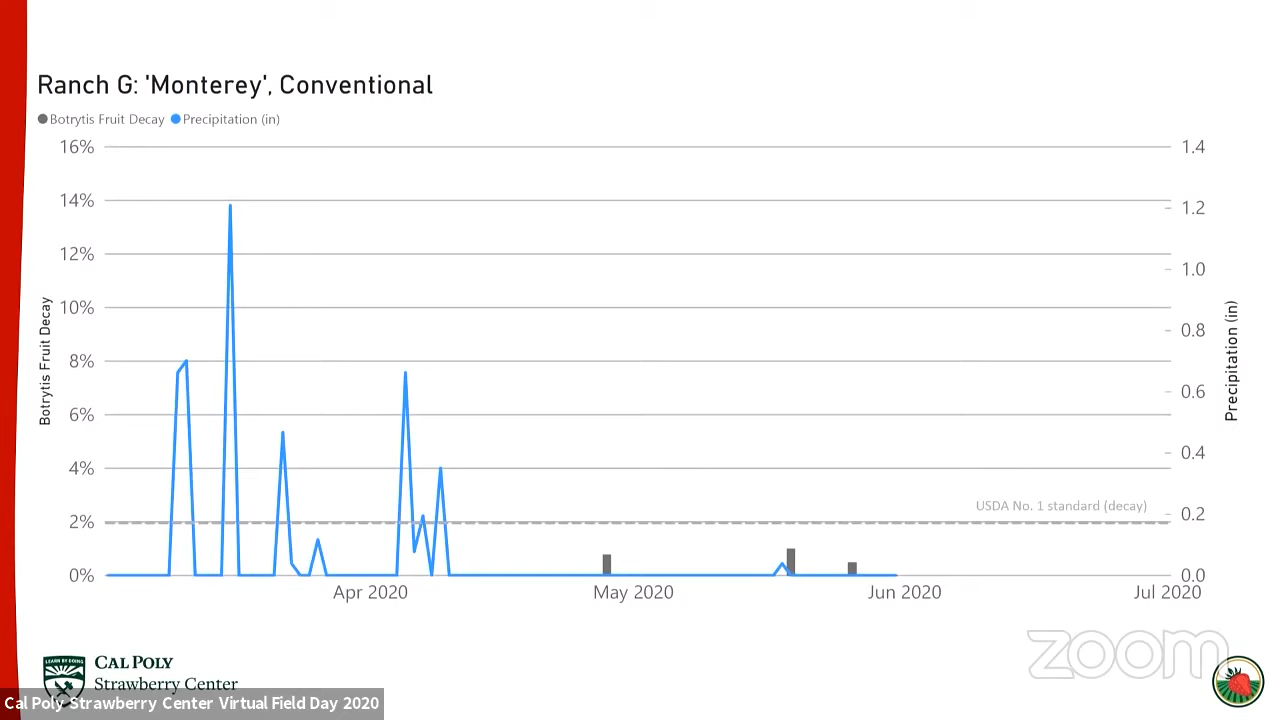 Ranch G: 'Monterey', Conventional
Botrytis Fruit Decay Precipitation (in)
16%
14%
12%
10%
8%
6%
4%
2%
0%
Botrytis Fruit Decay
1.4
1.2
1.0
0.8
0.6
0.4
0.2
0.0
Precipitation (in)
USDA No. 1 standard (decay)
Apr 2020 May 2020 Jun 2020 Jul 2020
LEARN BY DOING
CAL POLY
Strawberry Center
zoom
Cal Poly Strawberry Center Virtual Field Day 2020